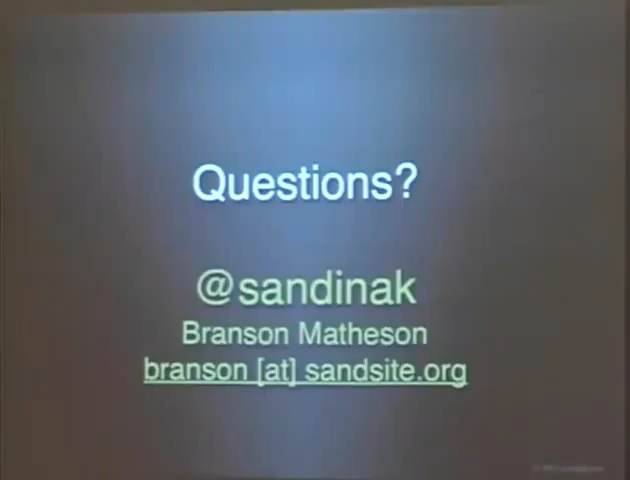 Questions?
@sandinak
Branson Matheson
branson [at] sandsite.org